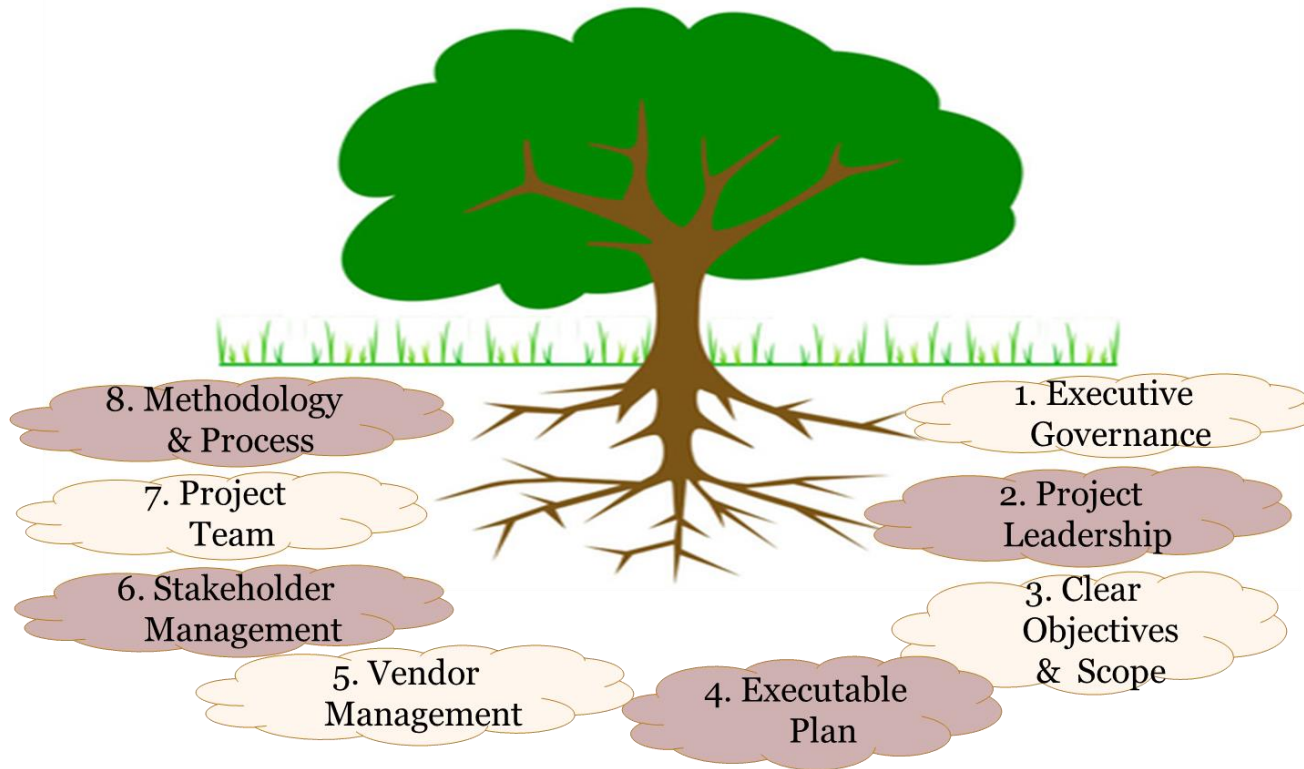 1. Executive
Governance
2. Project
Leadership
3. Clear
Objectives
& Scope
4. Executable
Plan
5. Vendor
Management
6. Stakeholder
Management
7. Project
Team
8. Methodology
& Process